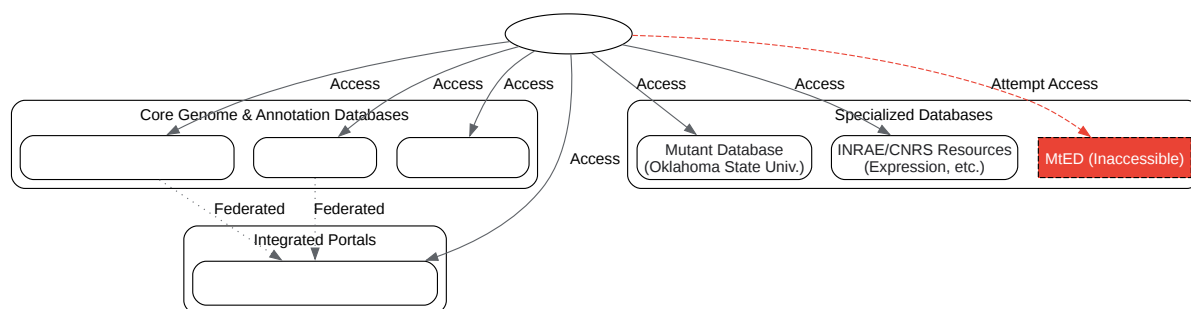 Access
Access
Access
Access
Access
Attempt Access
Core Genome & Annotation Databases
Specialized Databases
Mutant Database
(Oklahoma State Univ.)
INRAE/CNRS Resources
(Expression, etc.)
MtED (Inaccessible)
Access
Federated
Federated
Integrated Portals